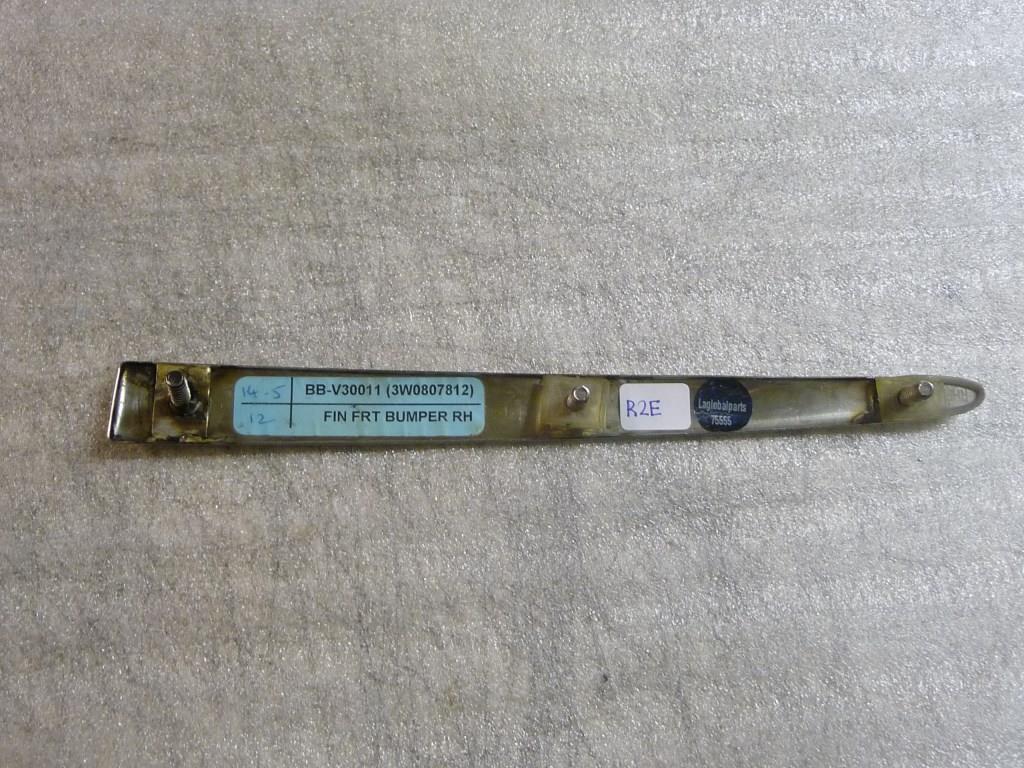 14-5 BB-V30011 (3W0807812)
.12 FIN FRT BUMPER RH
R2E
Laglobalparts
75555